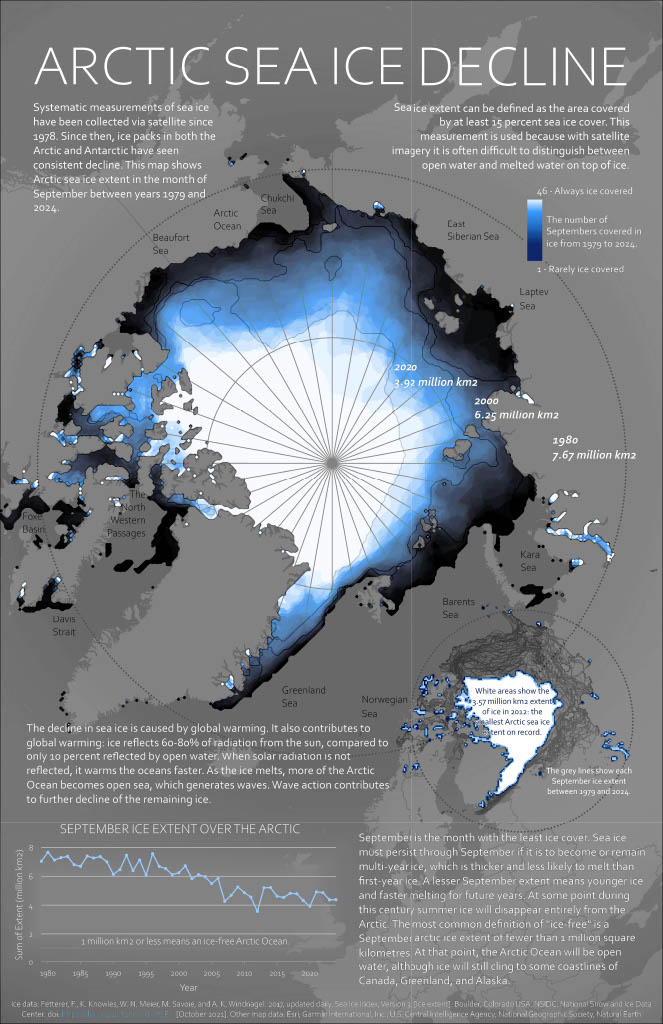 ARCTIC SEA ICE DECLINE
Systematic measurements of sea ice
have been collected via satellite since
1978. Since then, ice packs in both the
Arctic and Antarctic have seen
consistent decline. This map shows
Arctic sea ice extent in the month of
September between years 1979 and
2024.
Sea ice extent can be defined as the area covered
by at least 15 percent sea ice cover. This
measurement is used because with satellite
imagery it is often difficult to distinguish between
open water and melted water on top of ice.
46 - Always ice covered
The number of
Septembers covered in
ice from 1979 to 2024.
1 - Rarely ice covered
Chukchi
Sea
Arctic
Ocean
Beaufort
Sea
East
Siberian Sea
Laptev
Sea
2020
3.92 million km2
2000
6.25 million km2
1980
7.67 million km2
The
North
Western
Passages
Foxe
Basin
Davis
Strait
Kara
Sea
Barents
Sea
Greenland
Sea
Norwegian
Sea
White areas show the
3.57 million km2 extent
of ice in 2012: the
smallest Arctic sea ice
extent on record.
The grey lines show each
September ice extent
between 1979 and 2024.
The decline in sea ice is caused by global warming. It also contributes to
global warming: ice reflects 60-80% of radiation from the sun, compared to
only 10 percent reflected by open water. When solar radiation is not
reflected, it warms the oceans faster. As the ice melts, more of the Arctic
Ocean becomes open sea, which generates waves. Wave action contributes
to further decline of the remaining ice.
SEPTEMBER ICE EXTENT OVER THE ARCTIC
Sum of Extent (million km2)
8
6
4
2
0
1 million km2 or less means an ice-free Arctic Ocean.
1980 1985 1990 1995 2000 2005 2010 2015 2020
Year
September is the month with the least ice cover. Sea ice
must persist through September if it is to become or remain
multi-year ice, which is thicker and less likely to melt than
first-year ice. A lesser September extent means younger ice
and faster melting for future years. At some point during
this century summer ice will disappear entirely from the
Arctic. The most common definition of "ice-free" is a
September arctic ice extent of fewer than 1 million square
kilometres. At that point, the Arctic Ocean will be open
water, although ice will still cling to some coastlines of
Canada, Greenland, and Alaska.
Ice data: Fetterer, F., K. Knowles, W. N. Meier, M. Savoie, and A. K. Windnagel. 2017, updated daily. Sea Ice Index, Version 3. [Ice extent]. Boulder, Colorado USA. NSIDC: National Snow and Ice Data
Center. doi: [October 2021]. Other map data: Esri, Garmin International, Inc., U.S. Central Intelligence Agency, National Geographic Society, Natural Earth